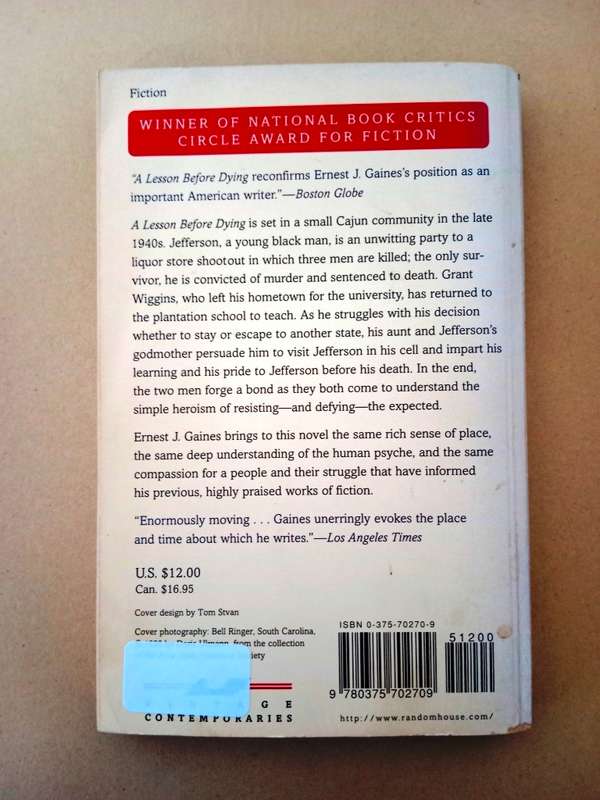 Fiction
WINNER OF NATIONAL BOOK CRITICS
CIRCLE AWARD FOR FICTION
"A Lesson Before Dying reconfirms Ernest J. Gaines's position as an
important American writer."—Boston Globe
A Lesson Before Dying is set in a small Cajun community in the late
1940s. Jefferson, a young black man, is an unwitting party to a
liquor store shootout in which three men are killed; the only sur-
vivor, he is convicted of murder and sentenced to death. Grant
Wiggins, who left his hometown for the university, has returned to
the plantation school to teach. As he struggles with his decision
whether to stay or escape to another state, his aunt and Jefferson's
godmother persuade him to visit Jefferson in his cell and impart his
learning and his pride to Jefferson before his death. In the end,
the two men forge a bond as they both come to understand the
simple heroism of resisting—and defying—the expected.
Ernest J. Gaines brings to this novel the same rich sense of place,
the same deep understanding of the human psyche, and the same
compassion for a people and their struggle that have informed
his previous, highly praised works of fiction.
"Enormously moving . . . Gaines unerringly evokes the place
and time about which he writes."—Los Angeles Times
U.S. $12.00
Can. $16.95
Cover design by Tom Stvan
Cover photography: Bell Ringer, South Carolina,
from the collection
CONTEMPORARIES
ISBN 0-375-70270-9
51200
9 780375 702709
http://www.randomhouse.com/